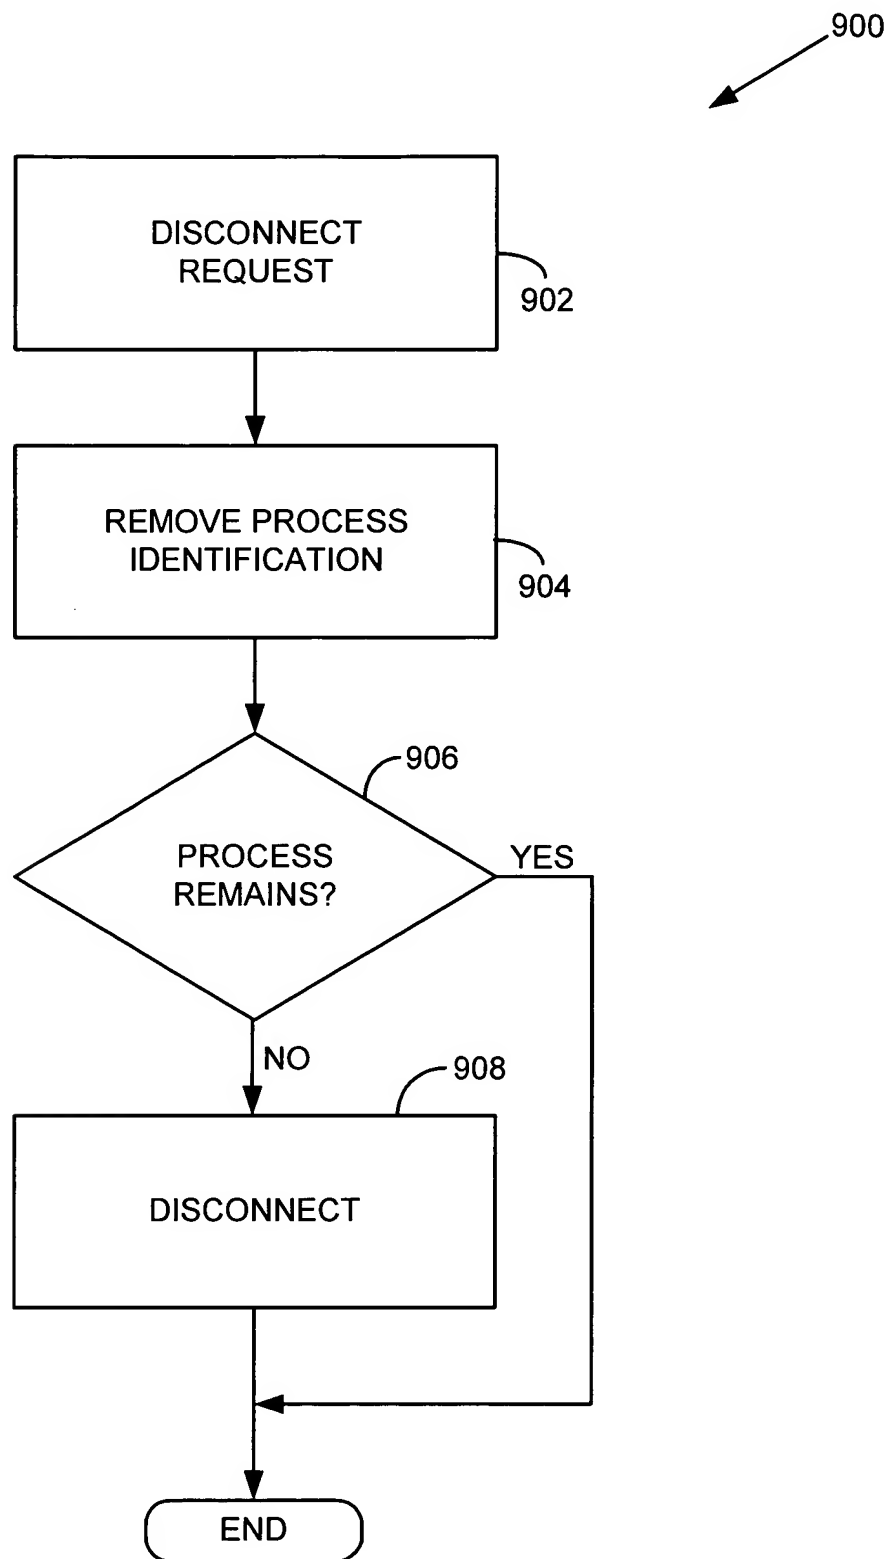 900
DISCONNECT
REQUEST
902
REMOVE PROCESS
IDENTIFICATION
904
906
PROCESS
REMAINS?
YES
NO
908
DISCONNECT
END